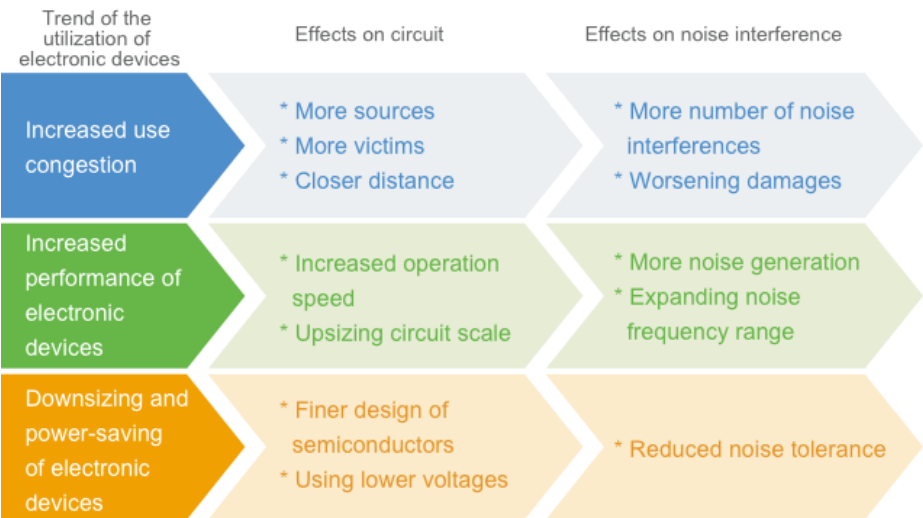 Trend of the
utilization of
electronic devices
Effects on circuit
Effects on noise interference
Increased use
congestion
* More sources
* More victims
* Closer distance
* More number of noise
interferences
* Worsening damages
Increased
performance of
electronic
devices
* Increased operation
speed
* Upsizing circuit scale
* More noise generation
* Expanding noise
frequency range
Downsizing and
power-saving
of electronic
devices
* Finer design of
semiconductors
* Using lower voltages
* Reduced noise tolerance